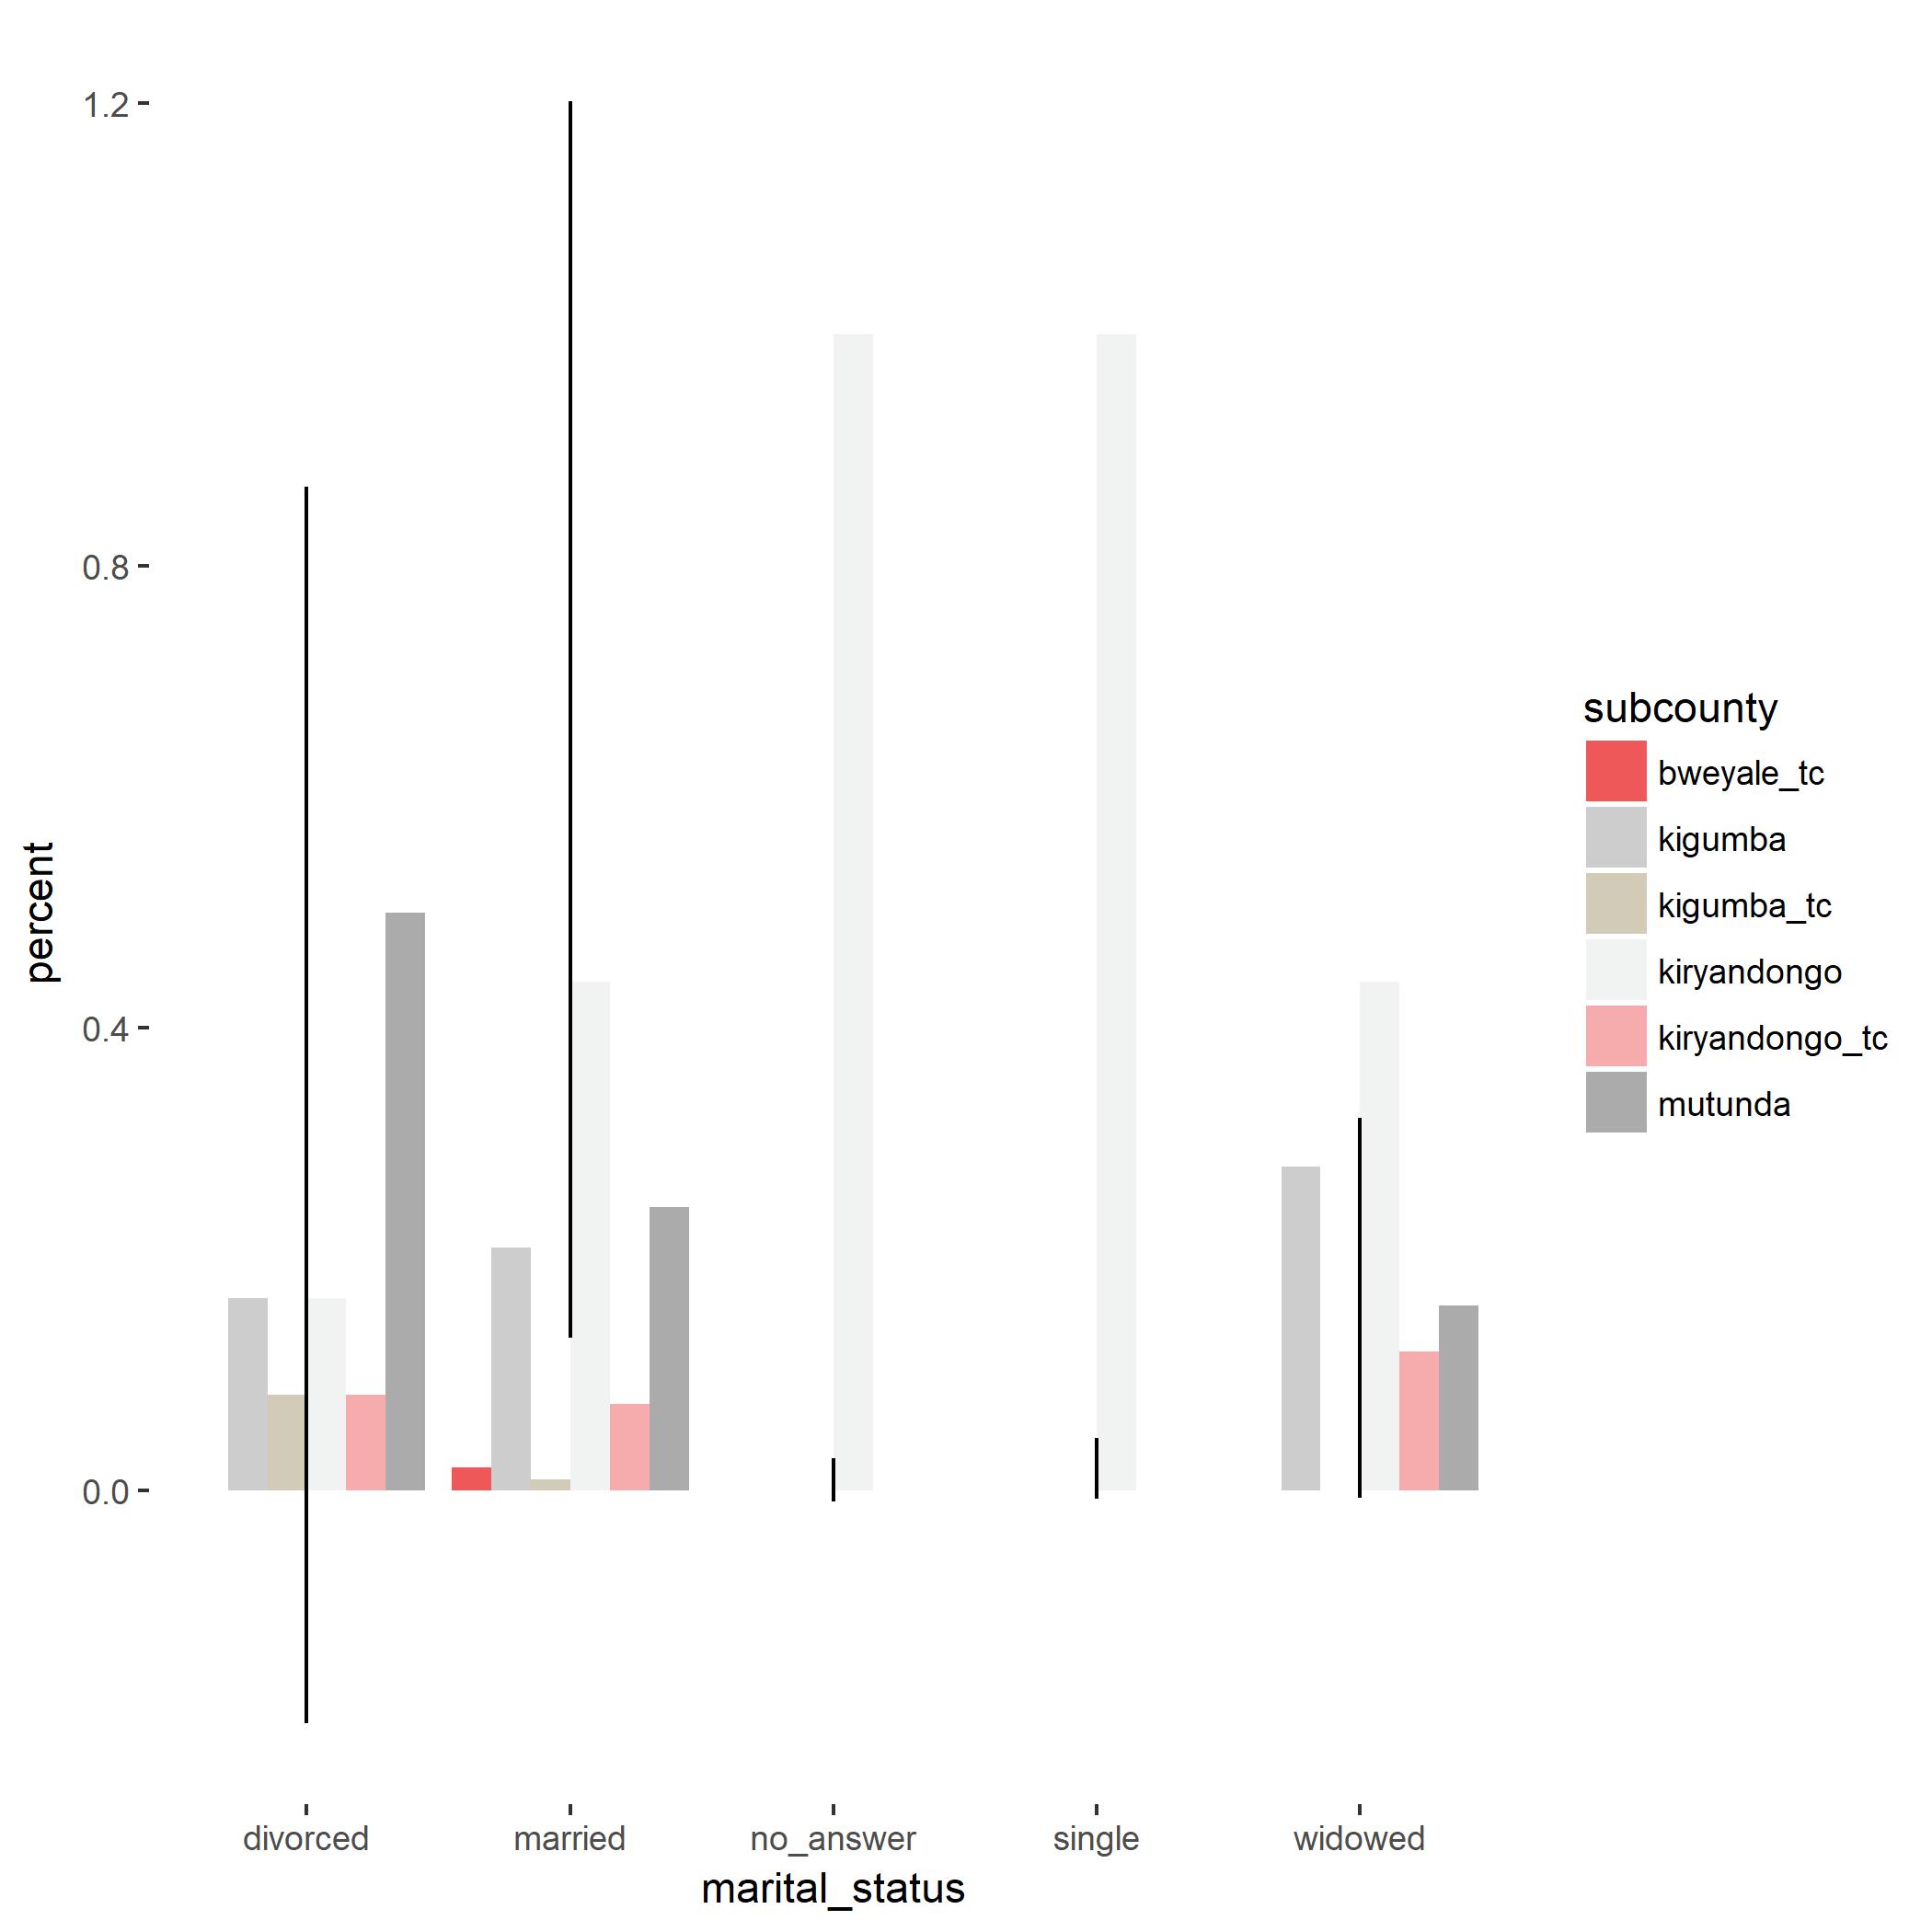 1.2
0.8
0.4
0.0
percent
divorced
married
no_answer
single
widowed
marital_status
subcounty
bweyale_tc
kigumba
kigumba_tc
kiryandongo
kiryandongo_tc
mutunda